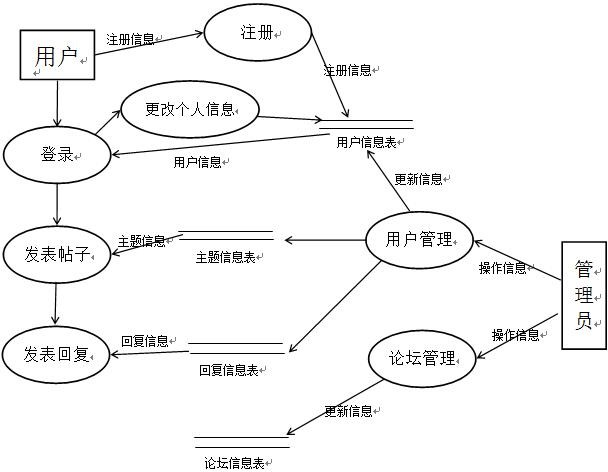 注册
用户
注册信息
注册信息
更改个人信息
用户信息表
登录
用户信息
更新信息
主题信息
用户管理
发表帖子
主题信息表
操作信息
管
理
员
回复信息
操作信息
发表回复
论坛管理
回复信息表
更新信息
论坛信息表